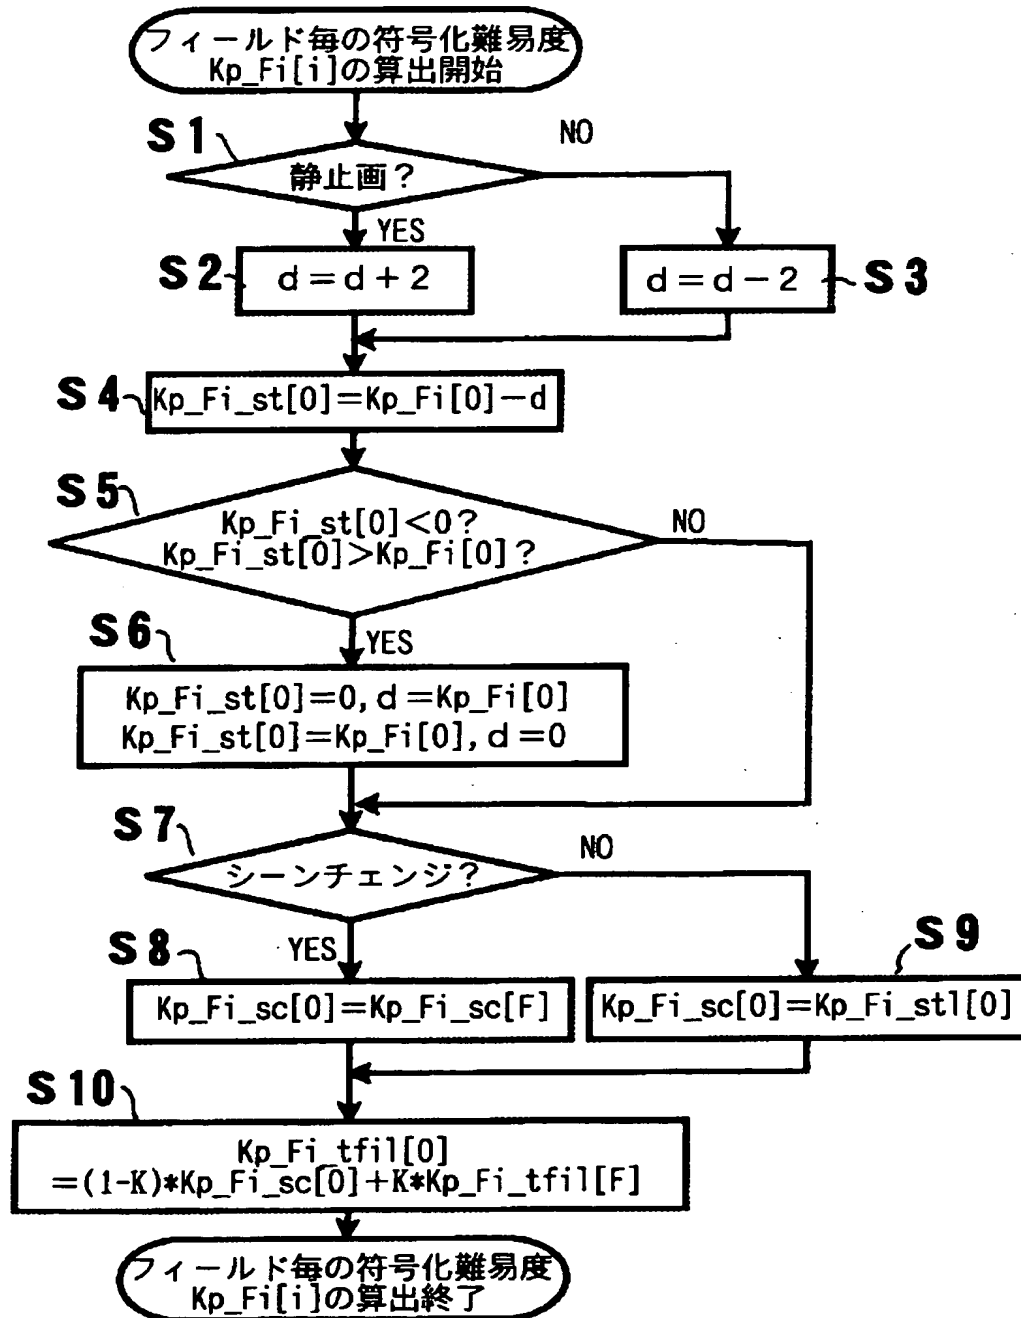 フィールド毎の符号化難易度
Kp_Fi[i]の算出開始
S1
NO
静止画?
YES
S2
d=d+2
d=d-2
S3
S4
Kp_Fi_st[0]=Kp_Fi[0]-d
S5
Kp_Fi_st[0]<0?
Kp_Fi_st[0]>Kp_Fi[0]?
NO
S6
YES
Kp_Fi_st[0]=0,d=Kp_Fi[0]
Kp_Fi_st[0]=Kp_Fi[0],d=0
S7
シーンチェンジ?
NO
S8
YES
S9
Kp_Fi_sc[0]=Kp_Fi_sc[F]
Kp_Fi_sc[0]=Kp_Fi_stl[0]
S10
Kp_Fi_tfil[0]
=(1-K)*Kp_Fi_sc[0]+K*Kp_Fi_tfil[F]
フィールド毎の符号化難易度
Kp_Fi[i]の算出終了